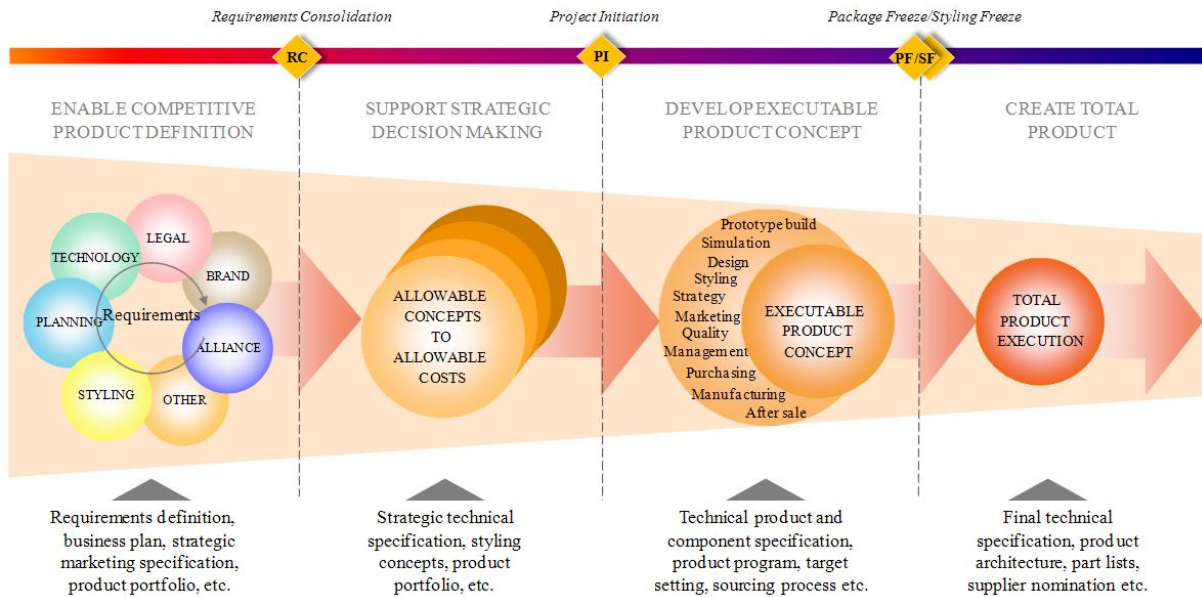 Requirements Consolidation
Project Initiation
Package Freeze/Styling Freeze
RC
PI
PF/SF
ENABLE COMPETITIVE
PRODUCT DEFINITION
SUPPORT STRATEGIC
DECISION MAKING
DEVELOP EXECUTABLE
PRODUCT CONCEPT
CREATE TOTAL
PRODUCT
LEGAL
TECHNOLOGY
BRAND
PLANNING
Requirements
ALLIANCE
STYLING
OTHER
ALLOWABLE
CONCEPTS
TO
ALLOWABLE
COSTS
Prototype build
Simulation
Design
Styling
Strategy
Marketing
Quality
Management
Purchasing
Manufacturing
After sale
EXECUTABLE
PRODUCT
CONCEPT
TOTAL
PRODUCT
EXECUTION
Requirements definition,
business plan, strategic
marketing specification,
product portfolio, etc.
Strategic technical
specification, styling
concepts, product
portfolio, etc.
Technical product and
component specification,
product program, target
setting, sourcing process etc.
Final technical
specification, product
architecture, part lists,
supplier nomination etc.